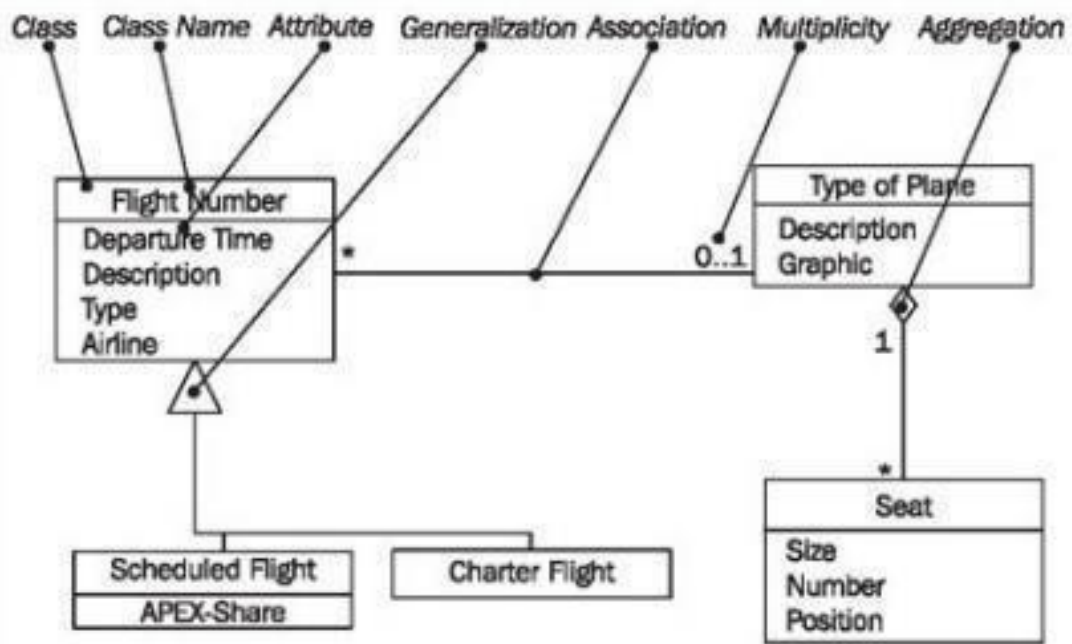 Class Class Name Attribute Generalization Association Multiplicity Aggregation
Flight Number
Departure Time
Description
Type
Airline
*
0..1
Type of Plane
Description
Graphic
1
*
Seat
Size
Number
Position
Scheduled Flight
APEX-Share
Charter Flight